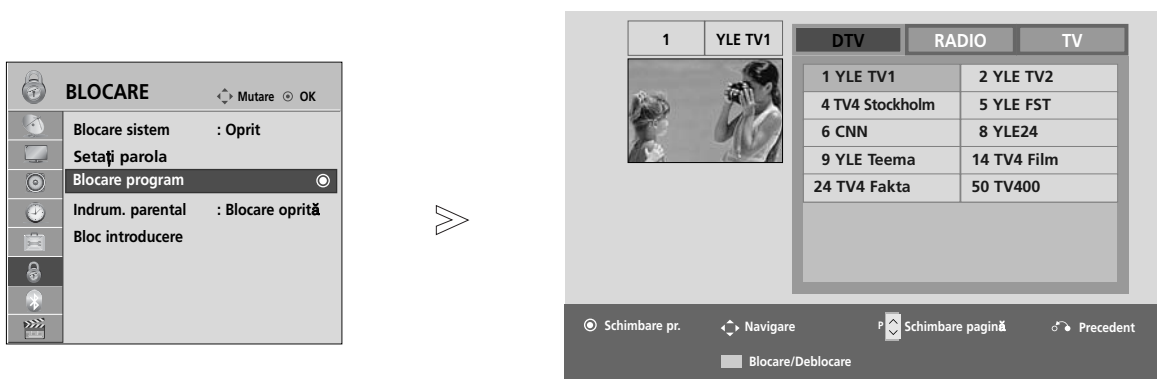 BLOCARE Mutare OK
Blocare sistem : Oprit
Setați parola
Blocare program
Indrum. parental : Blocare oprită
Bloc introducere
1 YLE TV1
DTV RADIO TV
1 YLE TV1 2 YLE TV2
4 TV4 Stockholm 5 YLE FST
6 CNN 8 YLE24
9 YLE Teema 14 TV4 Film
24 TV4 Fakta 50 TV400
Schimbare pr. Navigare P Schimbare pagină Precedent
Blocare/Deblocare